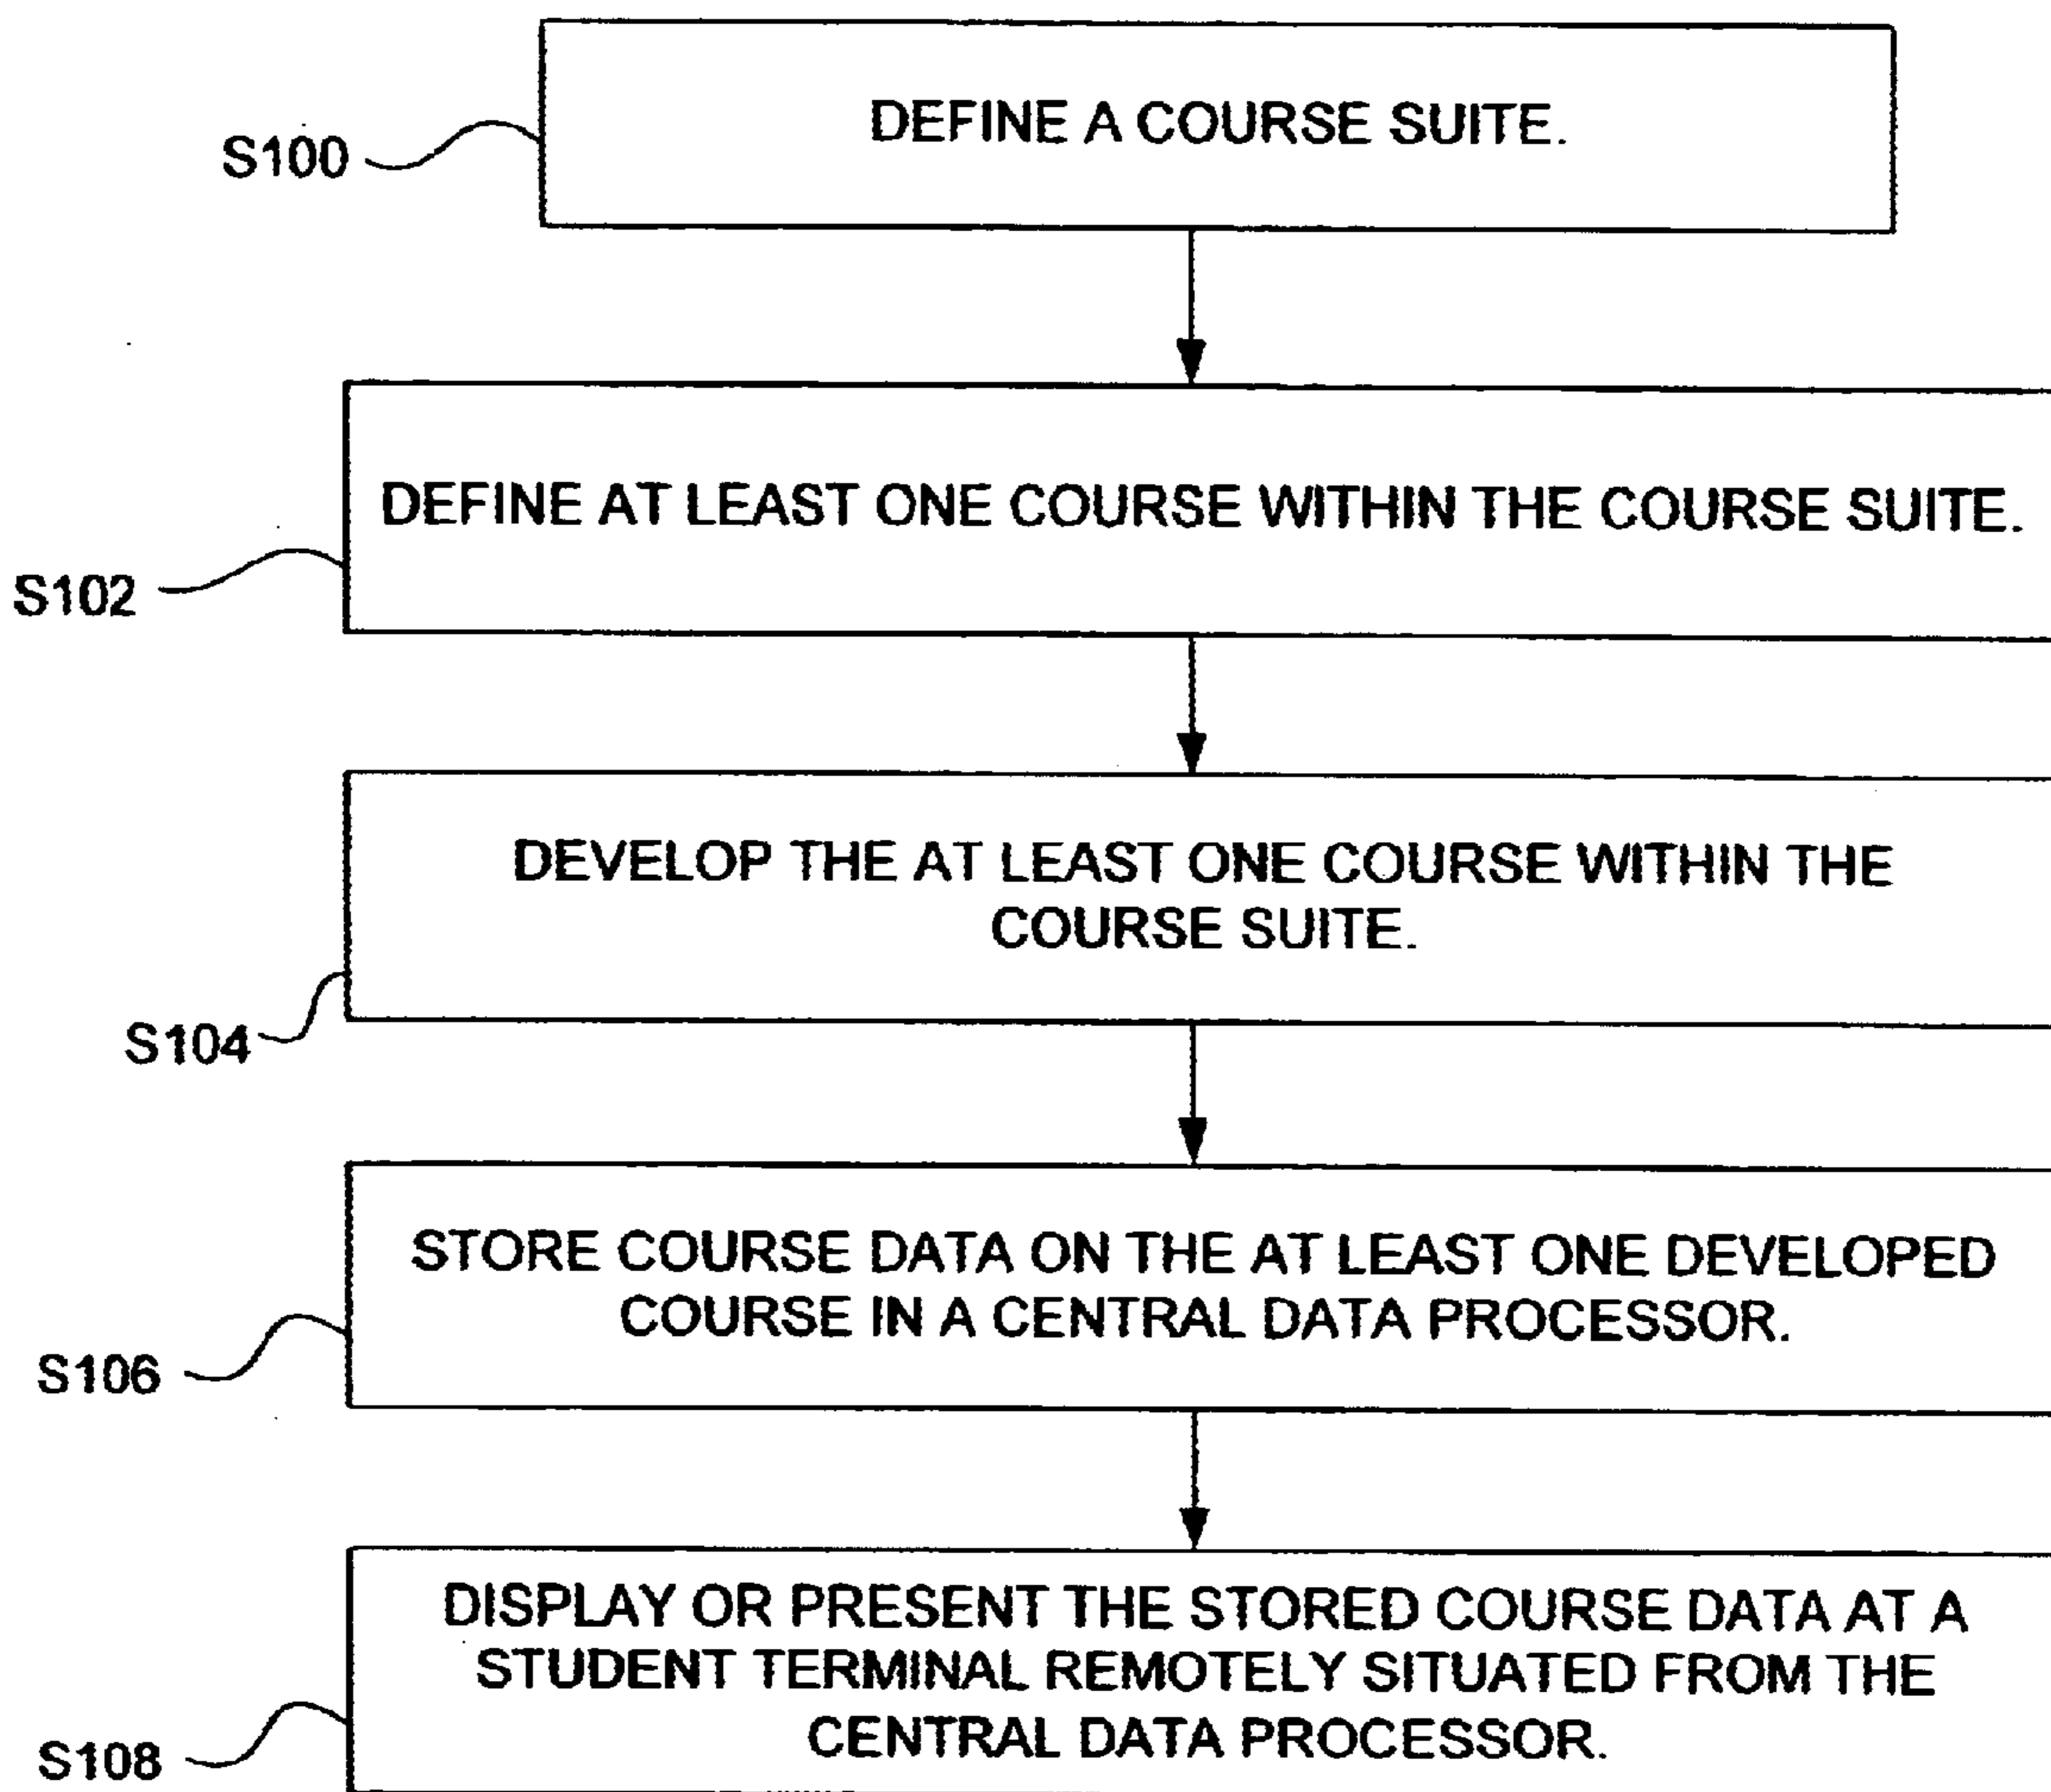 DEFINE A COURSE SUITE.
S100
DEFINE AT LEAST ONE COURSE WITHIN THE COURSE SUITE.
S102
DEVELOP THE AT LEAST ONE COURSE WITHIN THE
COURSE SUITE.
S104
STORE COURSE DATA ON THE AT LEAST ONE DEVELOPED
COURSE IN A CENTRAL DATA PROCESSOR.
S106
DISPLAY OR PRESENT THE STORED COURSE DATA AT A
STUDENT TERMINAL REMOTELY SITUATED FROM THE
CENTRAL DATA PROCESSOR.
S108